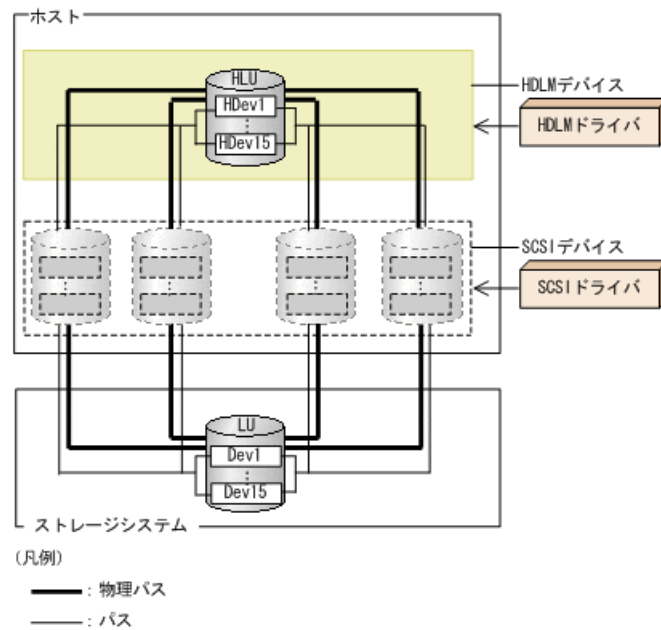 ホスト
HLU
HDev1
HDev15
HDLMデバイス
HDLMドライバ
SCSIデバイス
SCSIドライバ
LU
Dev1
Dev15
ストレージシステム
(凡例)
: 物理パス
: パス